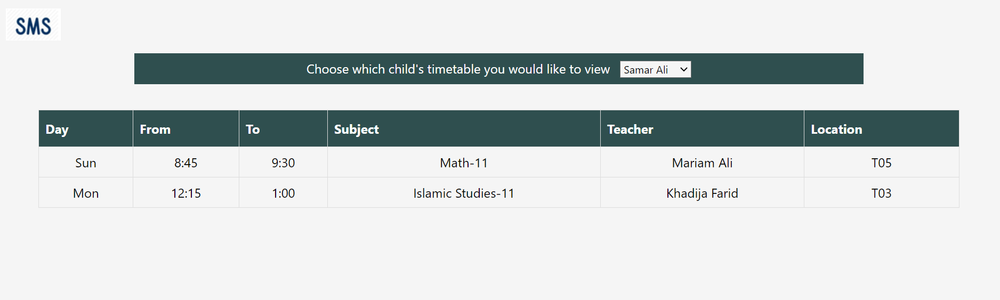 SMS
Choose which child's timetable you would like to view Samar Ali
Day From To Subject Teacher Location
Sun 8:45 9:30 Math-11 Mariam Ali T05
Mon 12:15 1:00 Islamic Studies-11 Khadija Farid T03